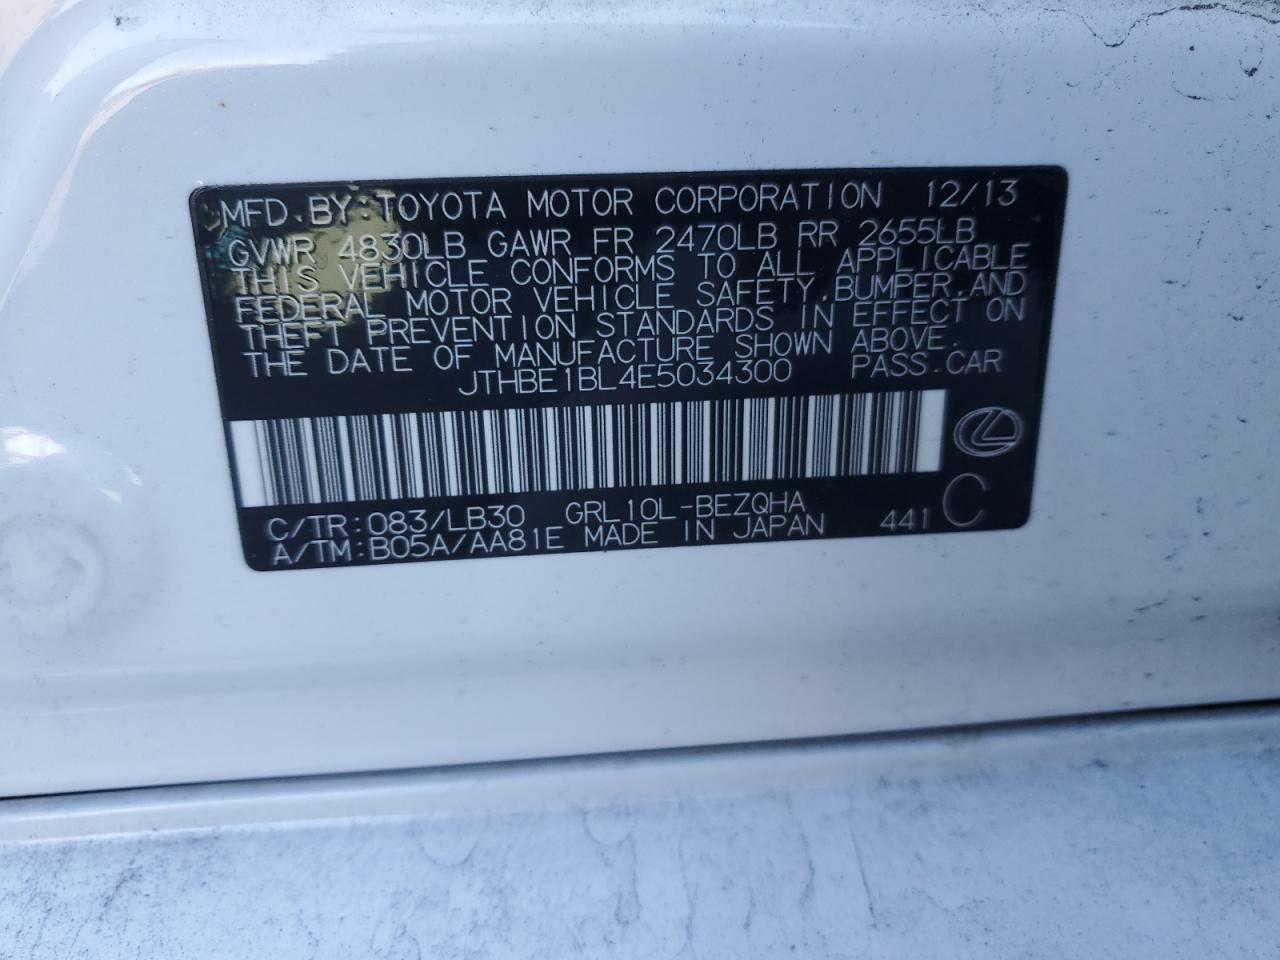 MFD. BY: TOYOTA MOTOR CORPORATION 12/13
GVWR 4830LB GAWR FR 2470LB RR 2655LB
THIS VEHICLE CONFORMS TO ALL APPLICABLE
FEDERAL MOTOR VEHICLE SAFETY, BUMPER, AND
THEFT PREVENTION STANDARDS IN EFFECT ON
THE DATE OF MANUFACTURE SHOWN ABOVE.
JTHBE1BL4E5034300 PASS. CAR
C/TR: 083/LB30 GRL10L-BEZQHA
A/TM: B05A/AA81E MADE IN JAPAN 441 C